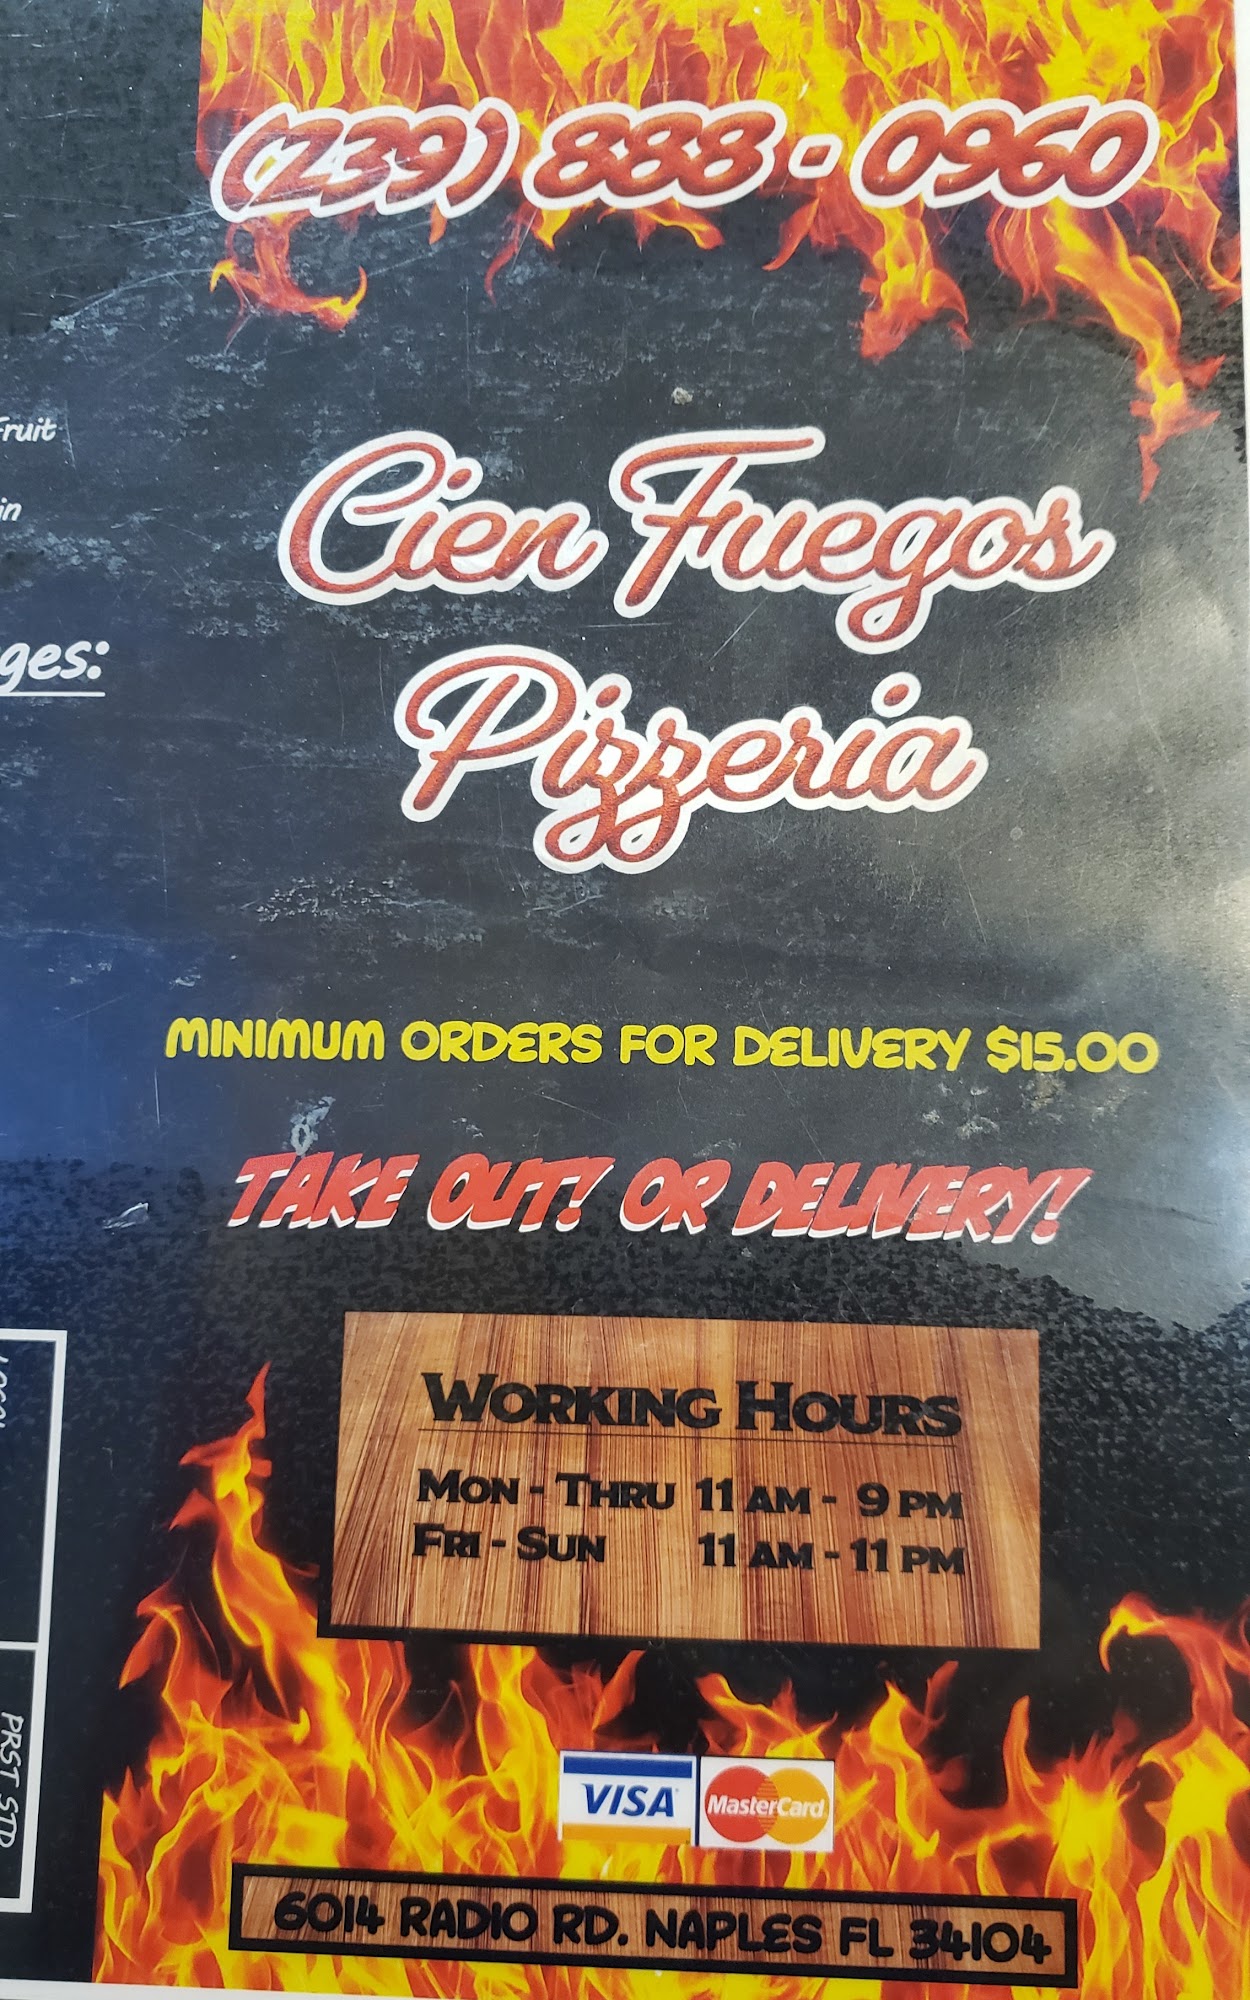 (239) 888-0960
Fruit
in
ges:
Cien Fuegos
Pizzeria
MINIMUM ORDERS FOR DELIVERY $15.00
TAKE OUT! OR DELIVERY!
WORKING HOURS
MON - THRU 11 AM - 9 PM
FRI - SUN 11 AM - 11 PM
PRST STD
VISA MasterCard
6014 RADIO RD. NAPLES FL 34104